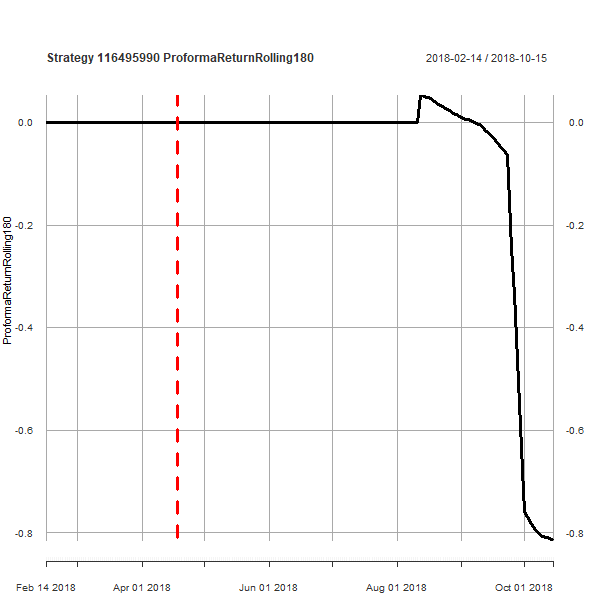 Strategy 116495990 ProformaReturnRolling180
2018-02-14 / 2018-10-15
ProformaReturnRolling180
0.0
-0.2
-0.4
-0.6
-0.8
0.0
-0.2
-0.4
-0.6
-0.8
Feb 14 2018
Apr 01 2018
Jun 01 2018
Aug 01 2018
Oct 01 2018